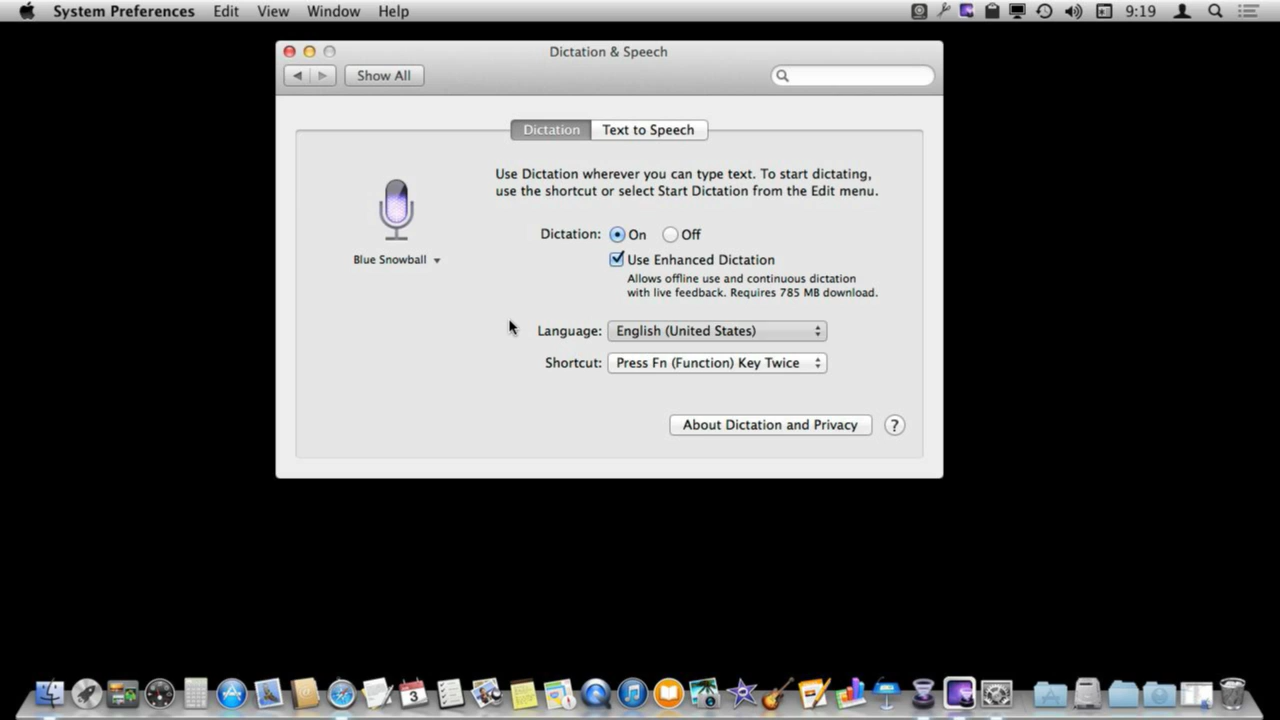 System Preferences Edit View Window Help 9:19
Dictation & Speech
Show All
Dictation Text to Speech
Use Dictation wherever you can type text. To start dictating,
use the shortcut or select Start Dictation from the Edit menu.
Blue Snowball
Dictation: On Off
Use Enhanced Dictation
Allows offline use and continuous dictation
with live feedback. Requires 785 MB download.
Language: English (United States)
Shortcut: Press Fn (Function) Key Twice
About Dictation and Privacy ?
3